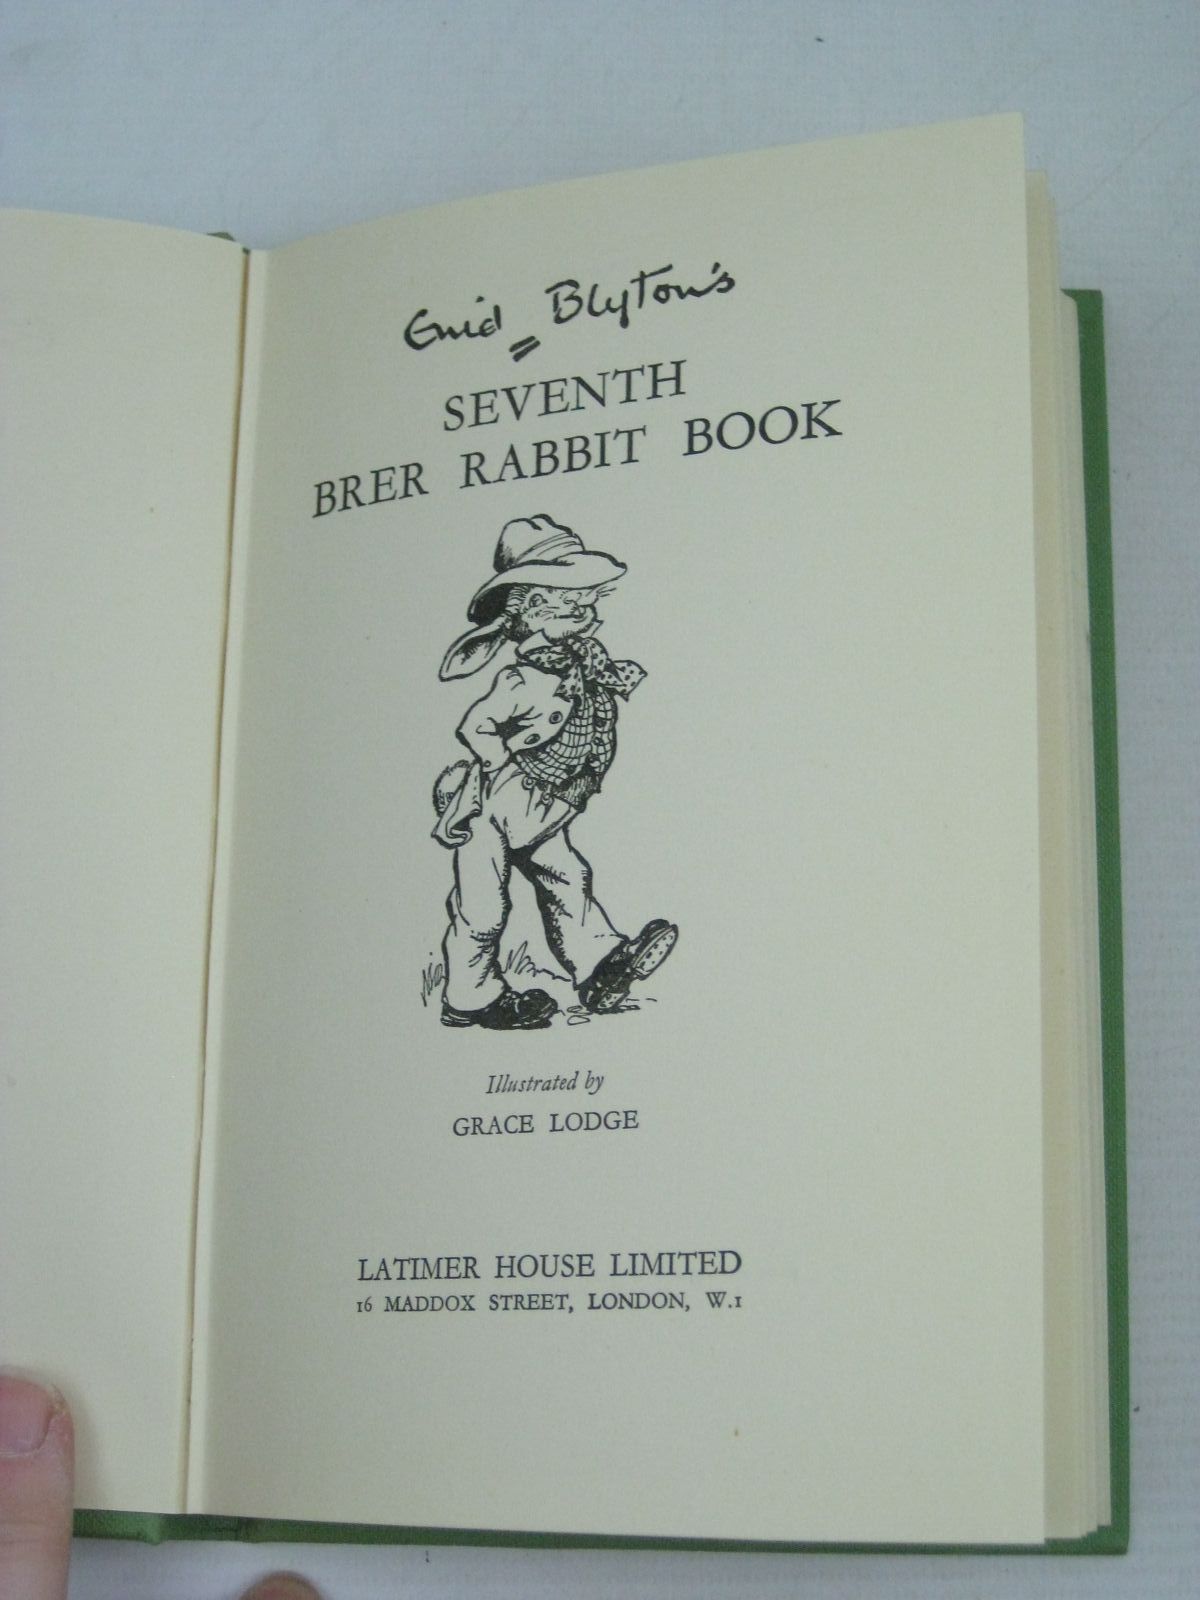 Enid Blyton's
SEVENTH
BRER RABBIT BOOK
Illustrated by
GRACE LODGE
LATIMER HOUSE LIMITED
16 MADDOX STREET, LONDON, W.1